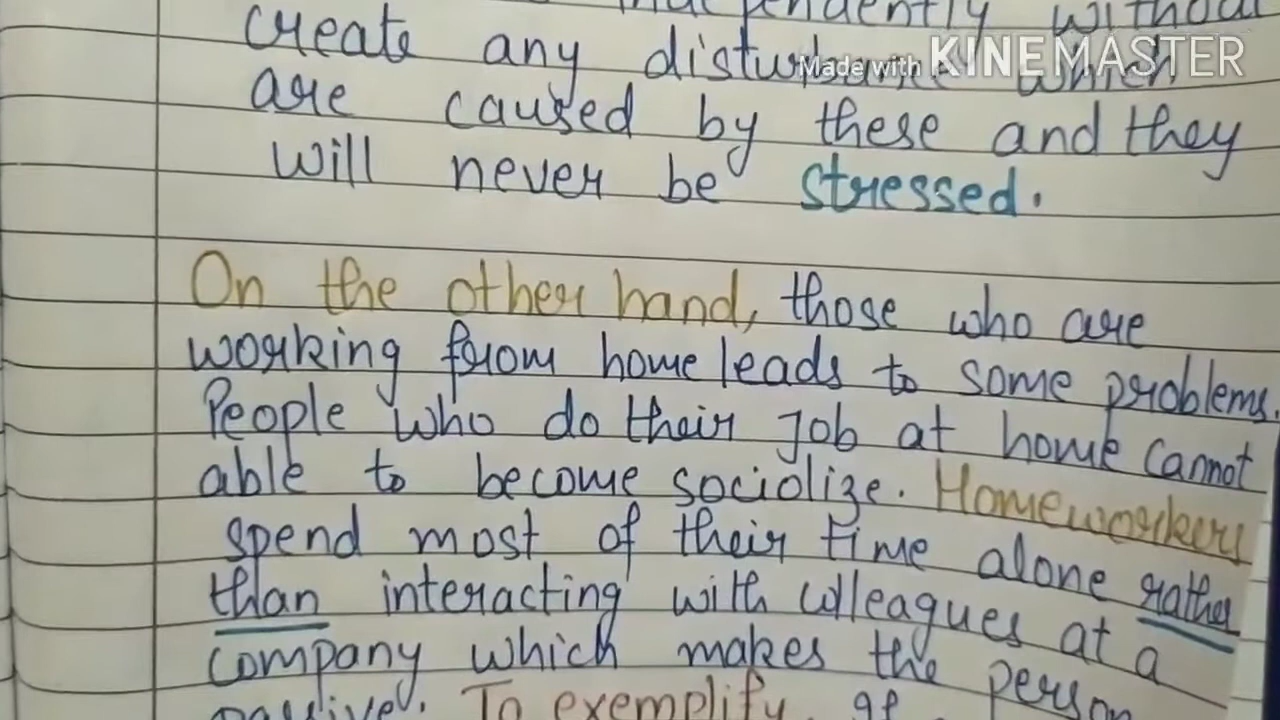 independently without
create any disturbance which
Made with KINEMASTER
are caused by these and they
will never be stressed.
On the other hand, those who are
working from home leads to some problems.
People who do their job at home cannot
able to become sociolize. Homeworkers
spend most of their time alone rather
than interacting with colleagues at a
company which makes the person
passive. To exemplify,